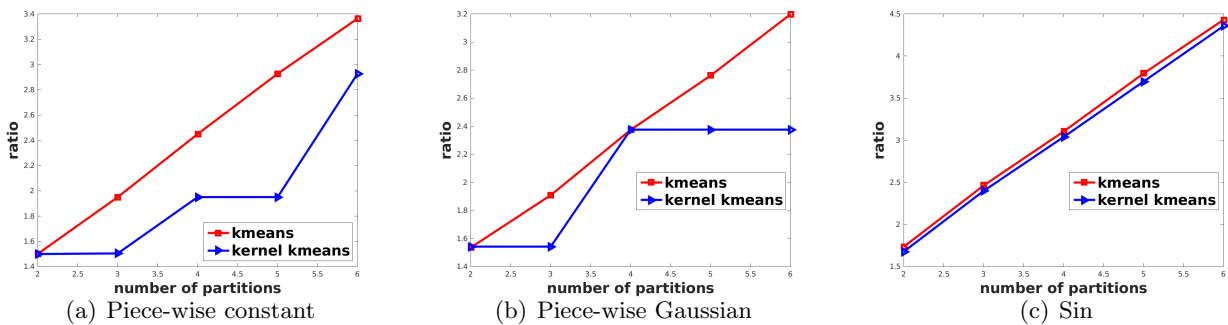 3.4
3.2
3
2.8
2.6
2.4
2.2
2
1.8
1.6
1.4
ratio
2 2.5 3 3.5 4 4.5 5 5.5 6
number of partitions
kmeans
kernel kmeans
(a) Piece-wise constant
3.2
3
2.8
2.6
2.4
2.2
2
1.8
1.6
1.4
ratio
2 2.5 3 3.5 4 4.5 5 5.5 6
number of partitions
kmeans
kernel kmeans
(b) Piece-wise Gaussian
4.5
4
3.5
3
2.5
2
1.5
ratio
2 2.5 3 3.5 4 4.5 5 5.5 6
number of partitions
kmeans
kernel kmeans
(c) Sin